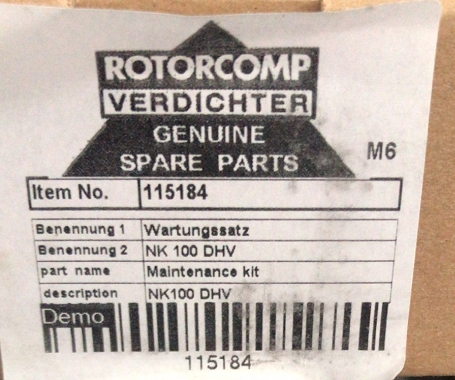 ROTORCOMP
VERDICHTER
GENUINE
SPARE PARTS
M6
Item No. 115184
Benennung 1 Wartungssatz
Benennung 2 NK 100 DHV
part name Maintenance kit
description NK100 DHV
Demo
115184